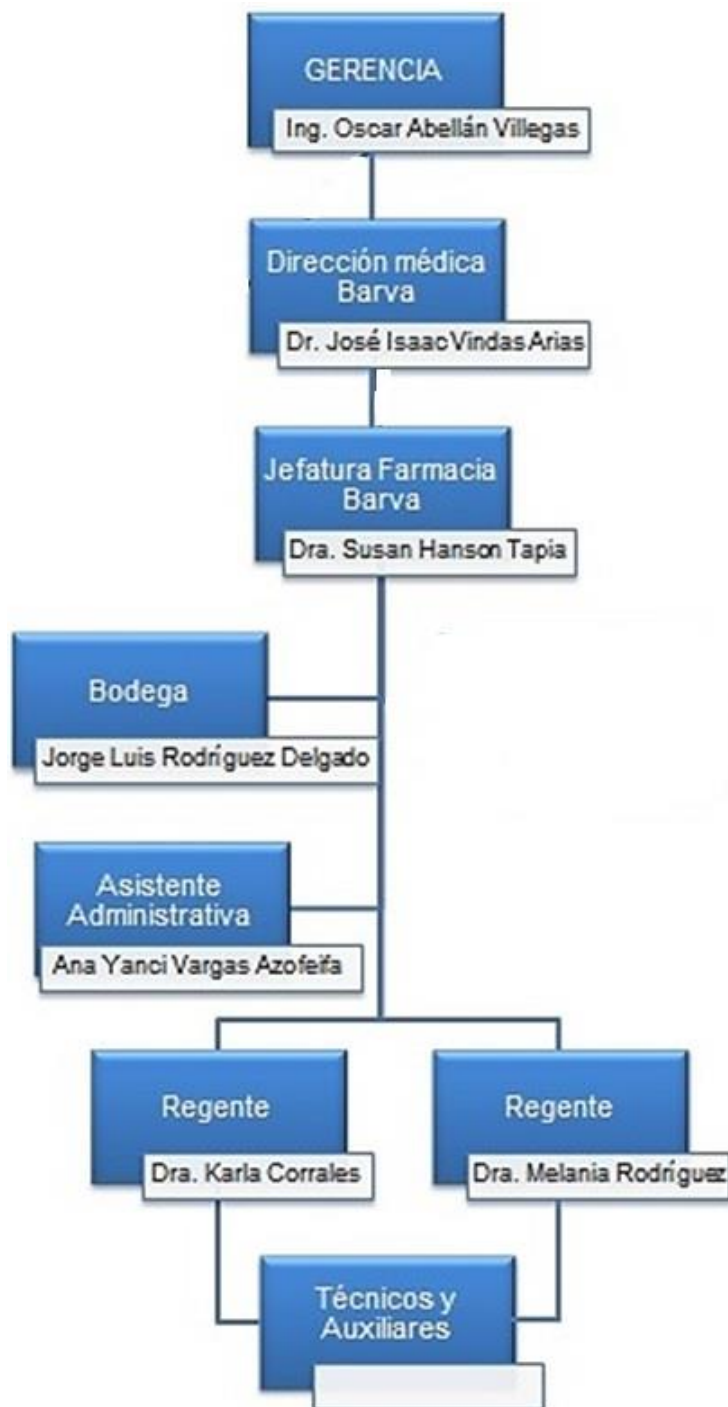 GERENCIA
Ing. Oscar Abellán Villegas
Dirección médica
Barva
Dr. José Isaac Vindas Arias
Jefatura Farmacia
Barva
Dra. Susan Hanson Tapia
Bodega
Jorge Luis Rodríguez Delgado
Asistente
Administrativa
Ana Yanci Vargas Azofeifa
Regente
Dra. Karla Corrales
Regente
Dra. Melania Rodríguez
Técnicos y
Auxiliares